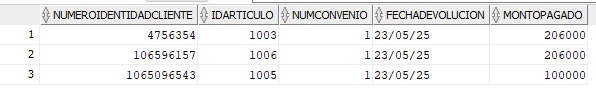 NUMEROIDENTIDADCLIENTE IDARTICULO NUMCONVENIO FECHADEVOLUCION MONTOPAGADO
1 4756354 1003 1 23/05/25 206000
2 106596157 1006 1 23/05/25 206000
3 1065096543 1005 1 23/05/25 100000